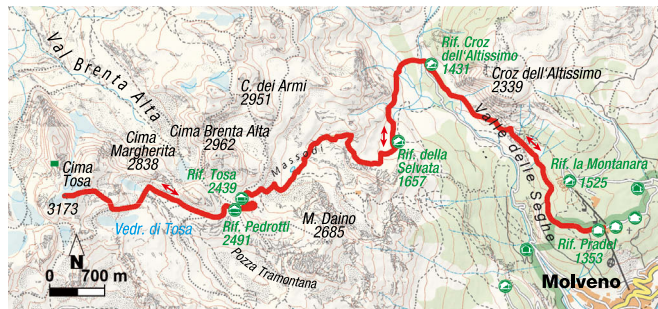 Val Brenta Alta
C. dei Armi
2951
Rif. Croz
dell'Altissimo
1431
Croz dell'Altissimo
2339
Cima
Margherita
2838
Cima Brenta Alta
2962
Massodi
Valle delle Seghe
Cima
Tosa
3173
Rif. Tosa
2439
Rif. della
Selvata
1657
Rif. la Montanara
1525
Vedr. di Tosa
Rif. Pedrotti
2491
M. Daino
2685
Rif. Pradel
1353
Pozza Tramontana
N
0 700 m
Molveno